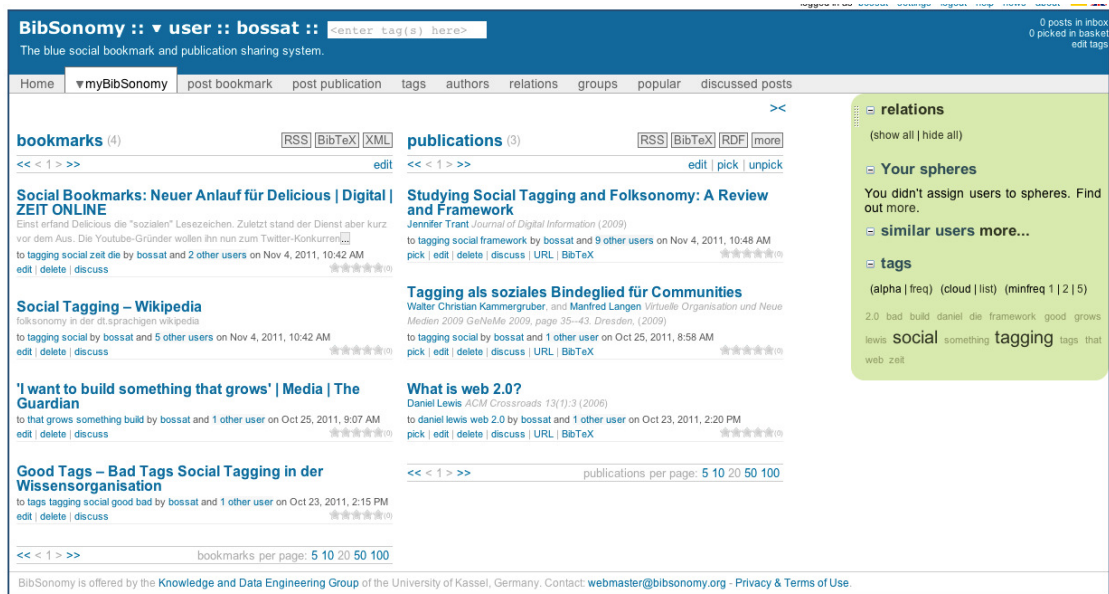 logged in as bossat settings logout help news about
BibSonomy :: ▼ user :: bossat :: <enter tag(s) here>
The blue social bookmark and publication sharing system.
0 posts in inbox
0 picked in basket
edit tags
Home ▼myBibSonomy post bookmark post publication tags authors relations groups popular discussed posts
><
bookmarks (4) RSS BibTeX XML
<< < 1 > >> edit
Social Bookmarks: Neuer Anlauf für Delicious | Digital |
ZEIT ONLINE
Einst erfand Delicious die "sozialen" Lesezeichen. Zuletzt stand der Dienst aber kurz
vor dem Aus. Die Youtube-Gründer wollen ihn nun zum Twitter-Konkurren...
to tagging social zeit die by bossat and 2 other users on Nov 4, 2011, 10:42 AM
edit | delete | discuss (0)
Social Tagging – Wikipedia
folksonomy in der dt.sprachigen wikipedia
to tagging social by bossat and 5 other users on Nov 4, 2011, 10:42 AM
edit | delete | discuss (0)
'I want to build something that grows' | Media | The
Guardian
to that grows something build by bossat and 1 other user on Oct 25, 2011, 9:07 AM
edit | delete | discuss (0)
Good Tags – Bad Tags Social Tagging in der
Wissensorganisation
to tags tagging social good bad by bossat and 1 other user on Oct 23, 2011, 2:15 PM
edit | delete | discuss (0)
<< < 1 > >> bookmarks per page: 5 10 20 50 100
publications (3) RSS BibTeX RDF more
<< < 1 > >> edit | pick | unpick
Studying Social Tagging and Folksonomy: A Review
and Framework
Jennifer Trant Journal of Digital Information (2009)
to tagging social framework by bossat and 9 other users on Nov 4, 2011, 10:48 AM
pick | edit | delete | discuss | URL | BibTeX (0)
Tagging als soziales Bindeglied für Communities
Walter Christian Kammergruber, and Manfred Langen Virtuelle Organisation und Neue
Medien 2009 GeNeMe 2009, page 35--43. Dresden, (2009)
to tagging social by bossat and 1 other user on Oct 25, 2011, 8:58 AM
pick | edit | delete | discuss | URL | BibTeX (0)
What is web 2.0?
Daniel Lewis ACM Crossroads 13(1):3 (2006)
to daniel lewis web 2.0 by bossat and 1 other user on Oct 23, 2011, 2:20 PM
pick | edit | delete | discuss | URL | BibTeX (0)
<< < 1 > >> publications per page: 5 10 20 50 100
relations
(show all | hide all)
Your spheres
You didn't assign users to spheres. Find
out more.
similar users more...
tags
(alpha | freq) (cloud | list) (minfreq 1 | 2 | 5)
2.0 bad build daniel die framework good grows
lewis social something tagging tags that
web zeit
BibSonomy is offered by the Knowledge and Data Engineering Group of the University of Kassel, Germany. Contact: webmaster@bibsonomy.org - Privacy & Terms of Use.